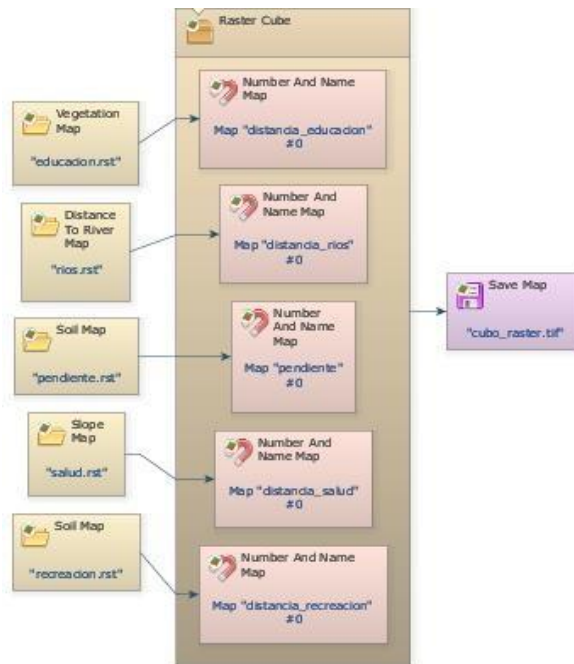 Raster Cube
Vegetation
Map
"educacion.rst"
Number And Name
Map
Map "distancia_educacion"
#0
Distance
To River
Map
"rios.rst"
Number And
Name Map
Map "distancia_rios"
#0
Soil Map
"pendiente.rst"
Number
And Name
Map
Map "pendiente"
#0
Slope
Map
"salud.rst"
Number And
Name Map
Map "distancia_salud"
#0
Soil Map
"recreacion.rst"
Number And Name
Map
Map "distancia_recreacion"
#0
Save Map
"cubo_raster.tif"